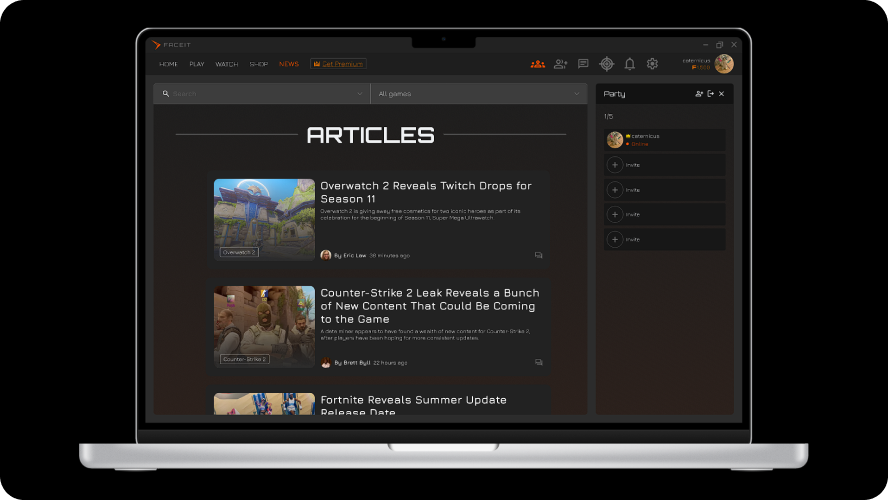 FACEIT
HOME PLAY WATCH SHOP NEWS Get Premium
caternicus
Search All games
Party
1/5
ARTICLES
caternicus
Online
Invite
Invite
Invite
Invite
Overwatch 2 Reveals Twitch Drops for
Season 11
Overwatch 2 is giving away free cosmetics for two iconic heroes as part of its
celebration for the beginning of Season 11, Super Mega Ultrawatch.
Overwatch 2
By Eric Law 39 minutes ago
Counter-Strike 2 Leak Reveals a Bunch
of New Content That Could Be Coming
to the Game
A data miner appears to have found a wealth of new content for Counter-Strike 2,
after players have been hoping for more consistent updates.
Counter-Strike 2
By Brett Byll 22 hours ago
Fortnite Reveals Summer Update
Release Date